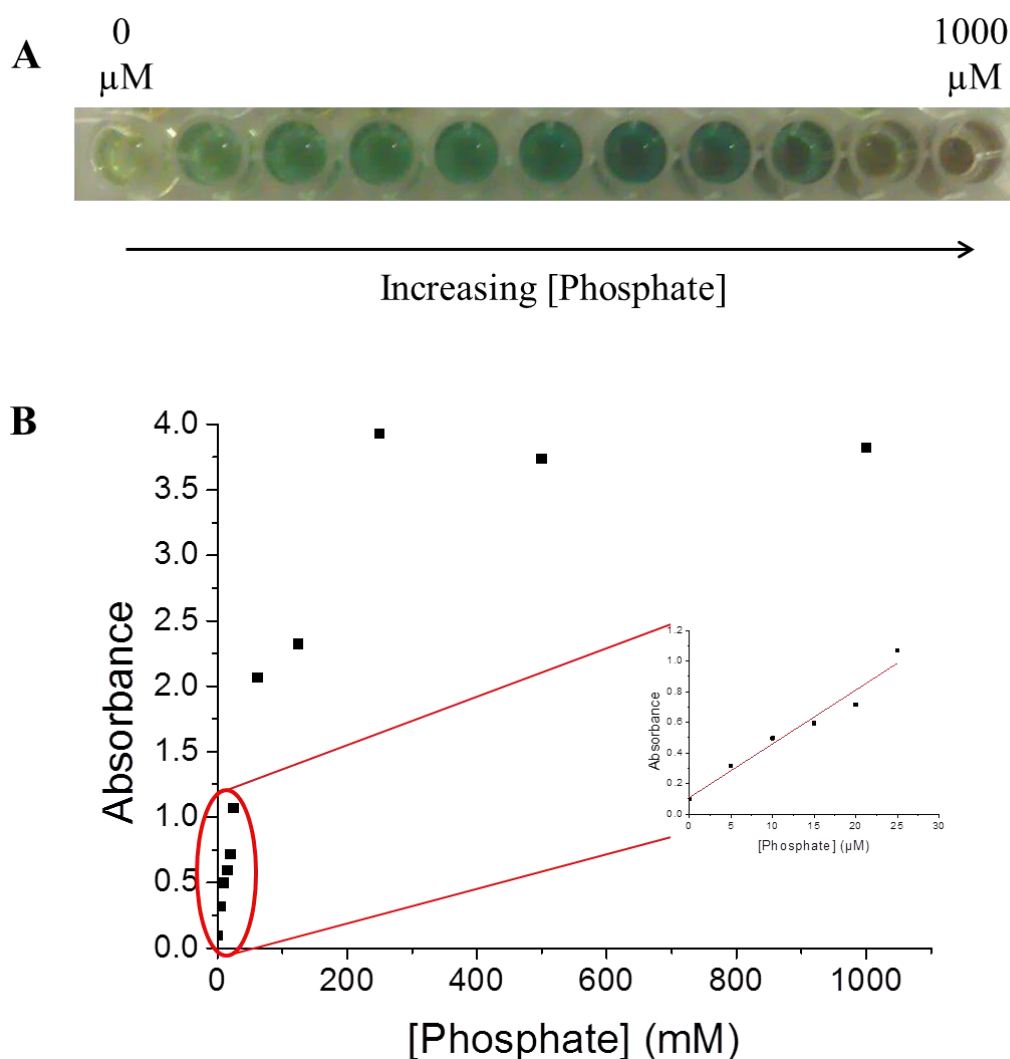 A
0
µM
1000
µM
Increasing [Phosphate]
B
4.0
3.5
3.0
2.5
2.0
1.5
1.0
0.5
0.0
Absorbance
0 200 400 600 800 1000
[Phosphate] (mM)
1.2
1.0
0.8
0.6
0.4
0.2
0.0
Absorbance
0 5 10 15 20 25 30
[Phosphate] (µM)